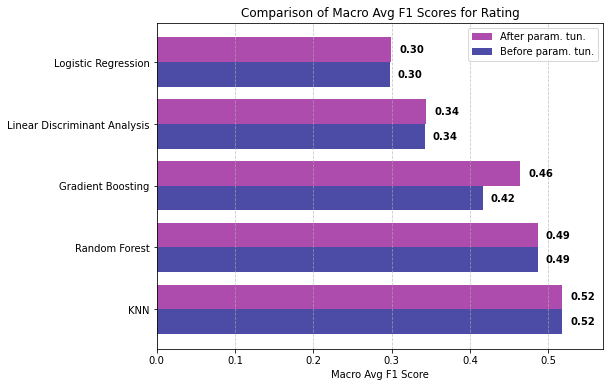 Comparison of Macro Avg F1 Scores for Rating
After param. tun.
Before param. tun.
Logistic Regression
0.30
0.30
Linear Discriminant Analysis
0.34
0.34
Gradient Boosting
0.46
0.42
Random Forest
0.49
0.49
KNN
0.52
0.52
0.0 0.1 0.2 0.3 0.4 0.5
Macro Avg F1 Score